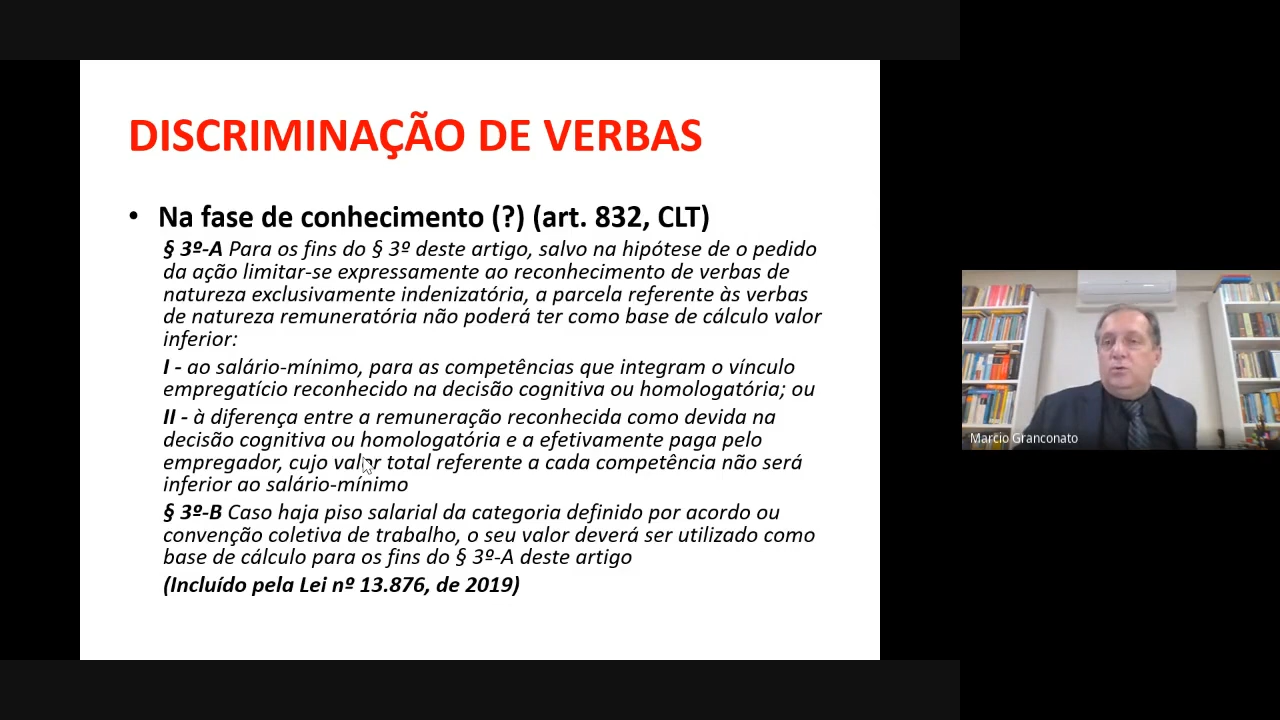 DISCRIMINAÇÃO DE VERBAS
• Na fase de conhecimento (?) (art. 832, CLT)
§ 3º-A Para os fins do § 3º deste artigo, salvo na hipótese de o pedido
da ação limitar-se expressamente ao reconhecimento de verbas de
natureza exclusivamente indenizatória, a parcela referente às verbas
de natureza remuneratória não poderá ter como base de cálculo valor
inferior:
I - ao salário-mínimo, para as competências que integram o vínculo
empregatício reconhecido na decisão cognitiva ou homologatória; ou
II - à diferença entre a remuneração reconhecida como devida na
decisão cognitiva ou homologatória e a efetivamente paga pelo
empregador, cujo valor total referente a cada competência não será
inferior ao salário-mínimo
§ 3º-B Caso haja piso salarial da categoria definido por acordo ou
convenção coletiva de trabalho, o seu valor deverá ser utilizado como
base de cálculo para os fins do § 3º-A deste artigo
(Incluído pela Lei nº 13.876, de 2019)
Marcio Granconato